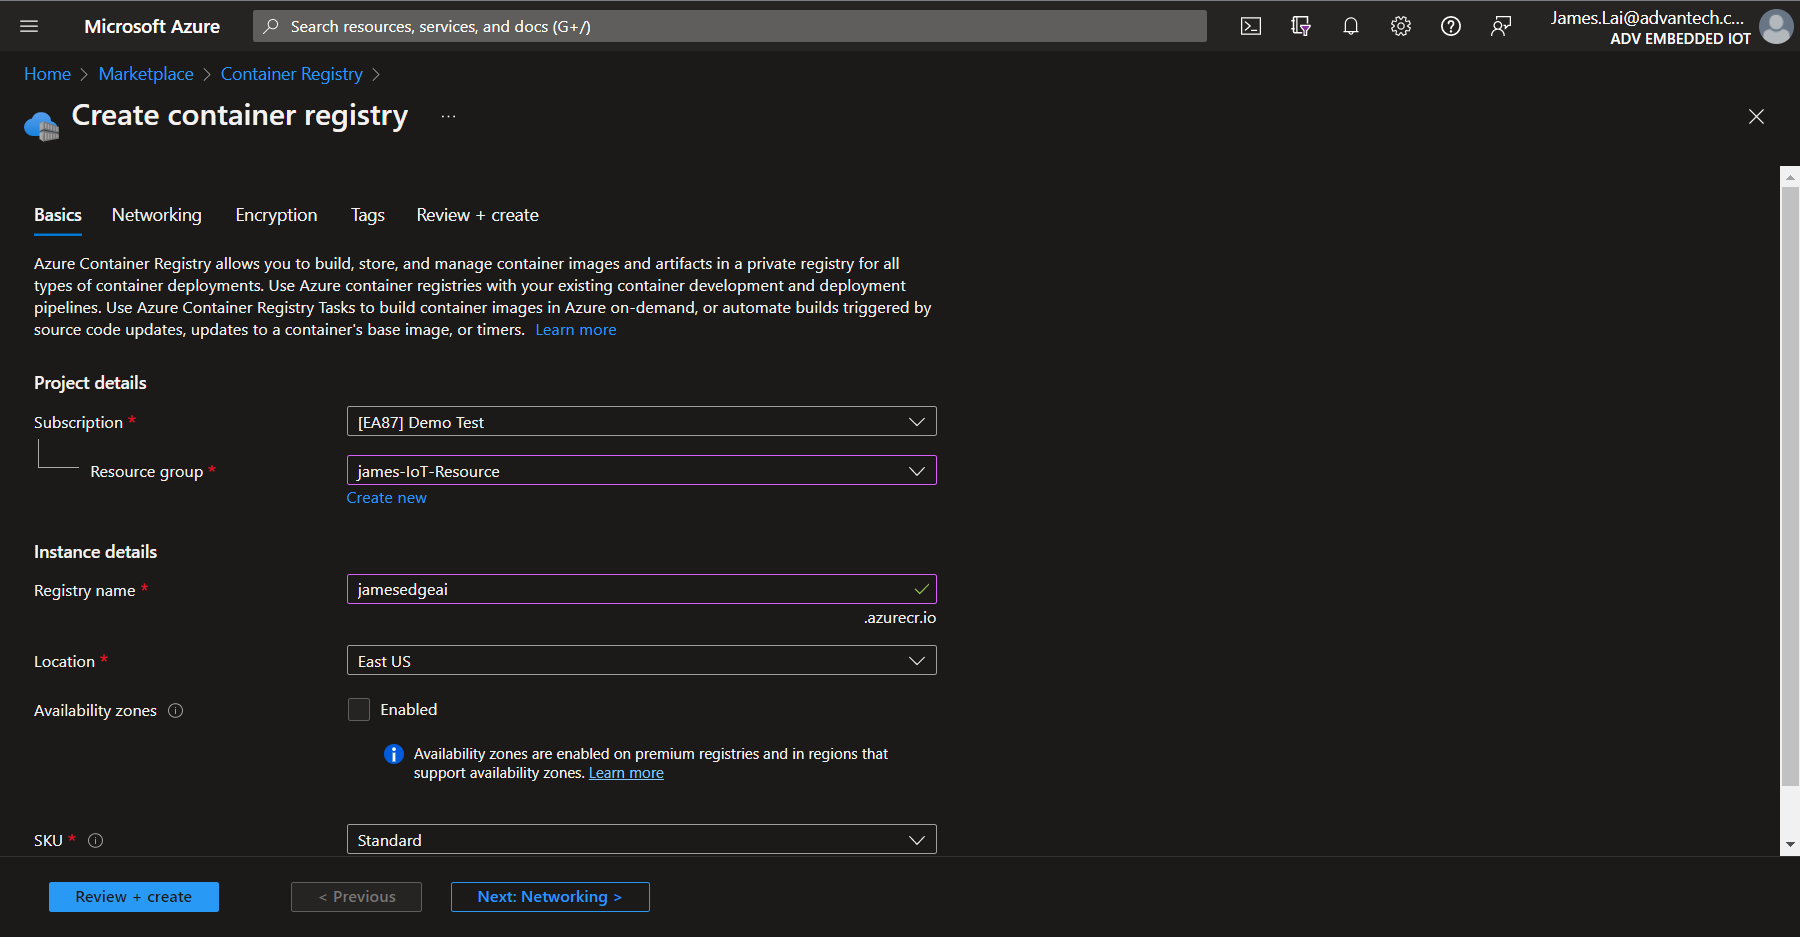 Microsoft Azure
Search resources, services, and docs (G+/)
James.Lai@advantech.c...
ADV EMBEDDED IOT
Home > Marketplace > Container Registry >
Create container registry ...
Basics Networking Encryption Tags Review + create
Azure Container Registry allows you to build, store, and manage container images and artifacts in a private registry for all
types of container deployments. Use Azure container registries with your existing container development and deployment
pipelines. Use Azure Container Registry Tasks to build container images in Azure on-demand, or automate builds triggered by
source code updates, updates to a container's base image, or timers. Learn more
Project details
Subscription * [EA87] Demo Test
Resource group * james-IoT-Resource
Create new
Instance details
Registry name * jamesedgeai
.azurecr.io
Location * East US
Availability zones Enabled
Availability zones are enabled on premium registries and in regions that
support availability zones. Learn more
SKU * Standard
Review + create < Previous Next: Networking >